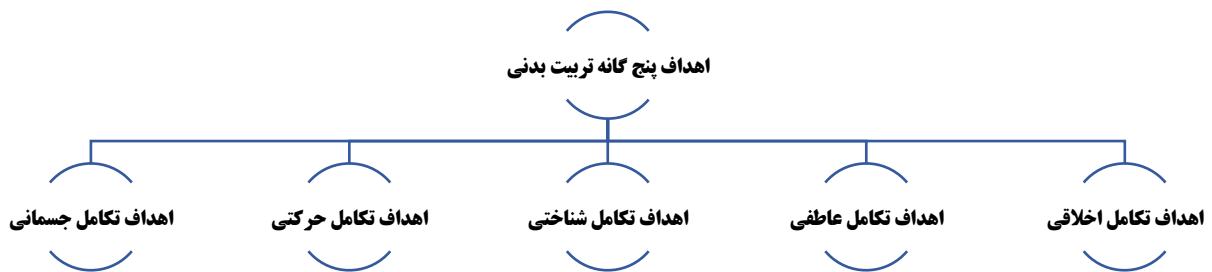 اهداف پنج گانه تربیت بدنی
اهداف تکامل اخلاقی
اهداف تکامل عاطفی
اهداف تکامل شناختی
اهداف تکامل حرکتی
اهداف تکامل جسمانی